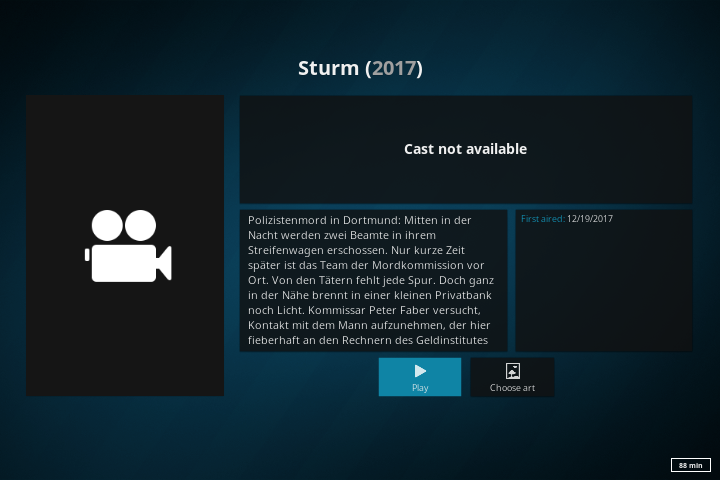 Sturm (2017)
Cast not available
Polizistenmord in Dortmund: Mitten in der
Nacht werden zwei Beamte in ihrem
Streifenwagen erschossen. Nur kurze Zeit
später ist das Team der Mordkommission vor
Ort. Von den Tätern fehlt jede Spur. Doch ganz
in der Nähe brennt in einer kleinen Privatbank
noch Licht. Kommissar Peter Faber versucht,
Kontakt mit dem Mann aufzunehmen, der hier
fieberhaft an den Rechnern des Geldinstitutes
First aired: 12/19/2017
Play
Choose art
88 min